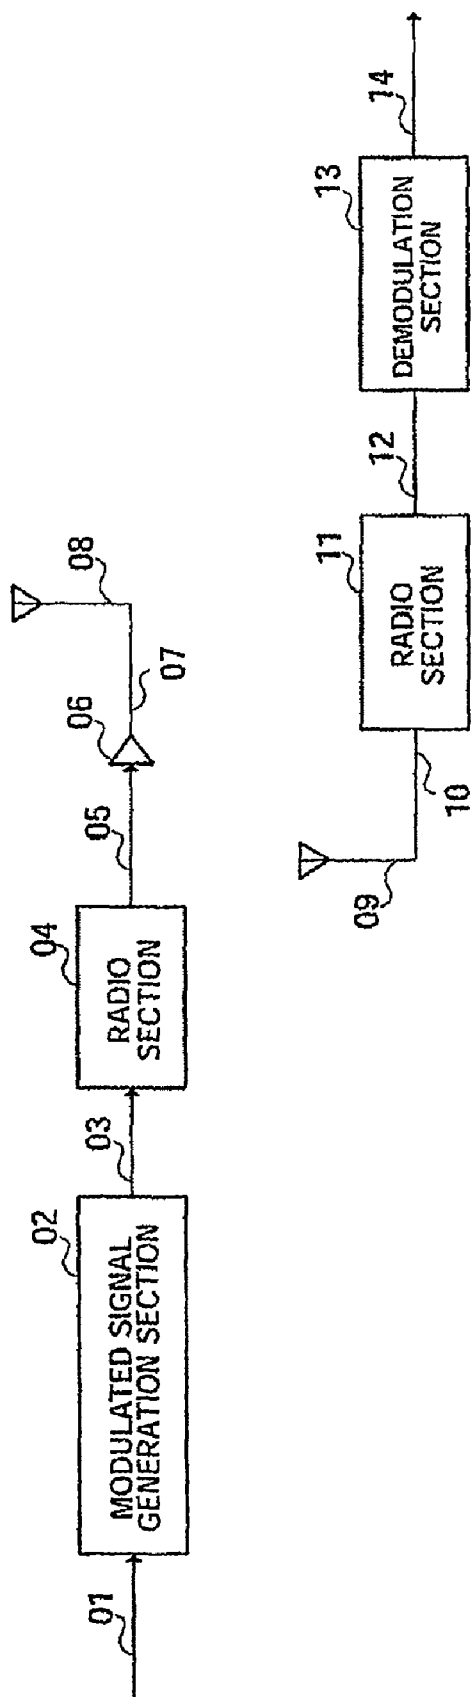 01
02
MODULATED SIGNAL
GENERATION SECTION
03
04
RADIO
SECTION
05
06
07
08
09
10
11
RADIO
SECTION
12
13
DEMODULATION
SECTION
14